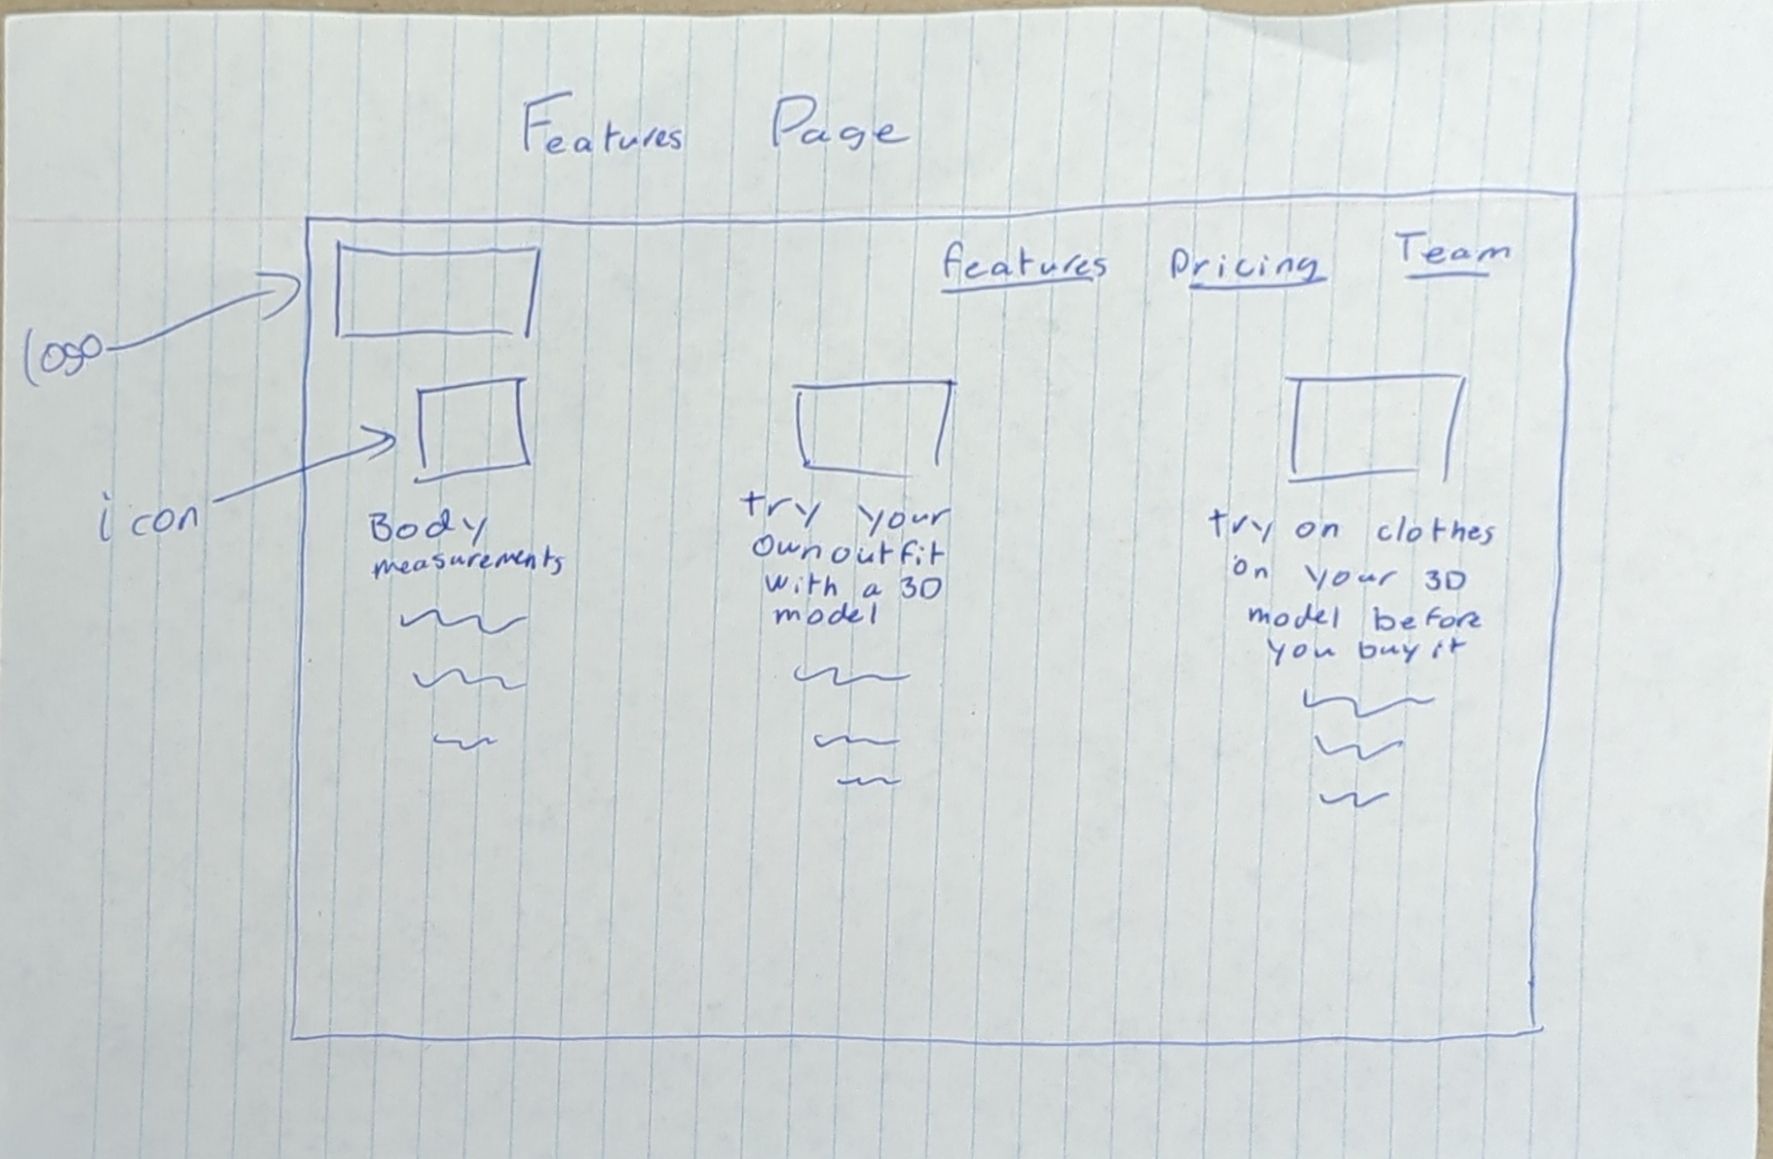 Features Page
Features Pricing Team
logo
icon
Body
measurements
try your
own outfit
with a 3D
model
try on clothes
on your 3D
model before
you buy it